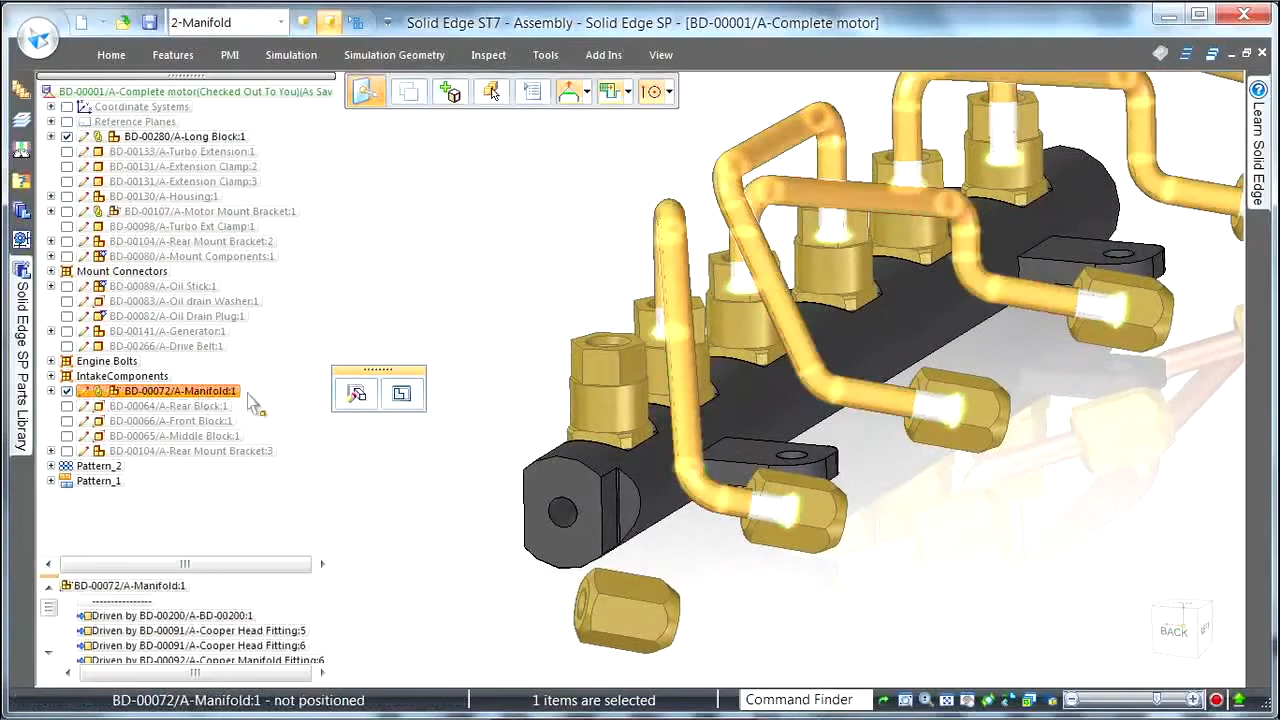 2-Manifold
Solid Edge ST7 - Assembly - Solid Edge SP - [BD-00001/A-Complete motor]
Home Features PMI Simulation Simulation Geometry Inspect Tools Add Ins View
BD-00001/A-Complete motor(Checked Out To You)(As Sav
Coordinate Systems
Reference Planes
BD-00280/A-Long Block:1
BD-00133/A-Turbo Extension:1
BD-00131/A-Extension Clamp:2
BD-00131/A-Extension Clamp:3
BD-00130/A-Housing:1
BD-00107/A-Motor Mount Bracket:1
BD-00098/A-Turbo Ext Clamp:1
BD-00104/A-Rear Mount Bracket:2
BD-00080/A-Mount Components:1
Mount Connectors
BD-00089/A-Oil Stick:1
BD-00083/A-Oil drain Washer:1
BD-00082/A-Oil Drain Plug:1
BD-00141/A-Generator:1
BD-00266/A-Drive Belt:1
Engine Bolts
IntakeComponents
BD-00072/A-Manifold:1
BD-00064/A-Rear Block:1
BD-00066/A-Front Block:1
BD-00065/A-Middle Block:1
BD-00104/A-Rear Mount Bracket:3
Pattern_2
Pattern_1
BD-00072/A-Manifold:1
Driven by BD-00200/A-BD-00200:1
Driven by BD-00091/A-Cooper Head Fitting:5
Driven by BD-00091/A-Cooper Head Fitting:6
Driven by BD-00092/A-Copper Manifold Fitting:6
Solid Edge SP Parts Library
Learn Solid Edge
BACK
LEFT
BD-00072/A-Manifold:1 - not positioned
1 items are selected
Command Finder